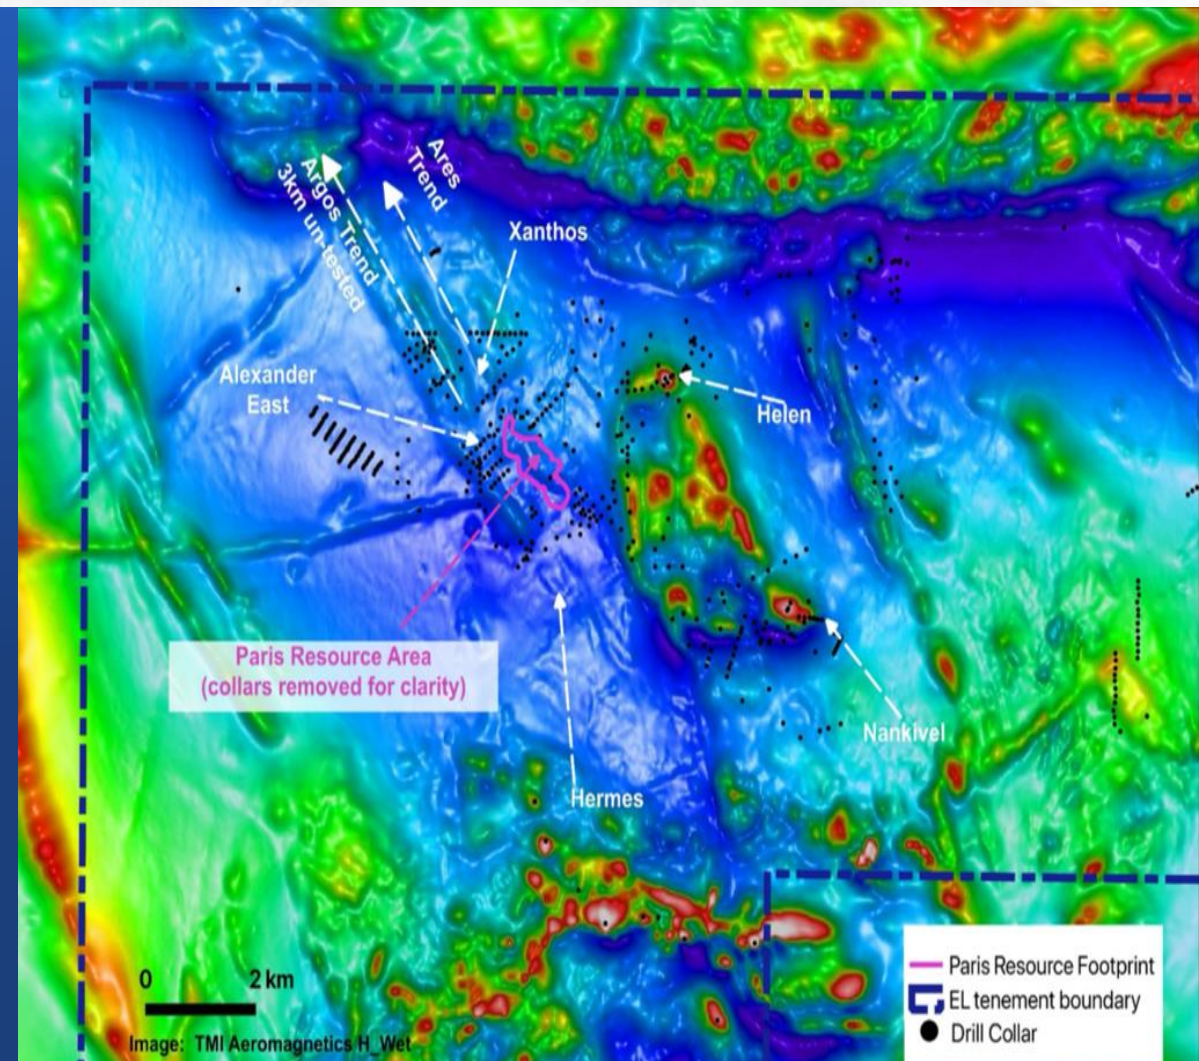 Ares
Trend
Argos Trend
3km un-tested
Xanthos
Alexander
East
Helen
Paris Resource Area
(collars removed for clarity)
Nankivel
Hermes
0 2 km
Image: TMI Aeromagnetics H_Wet
Paris Resource Footprint
EL tenement boundary
Drill Collar